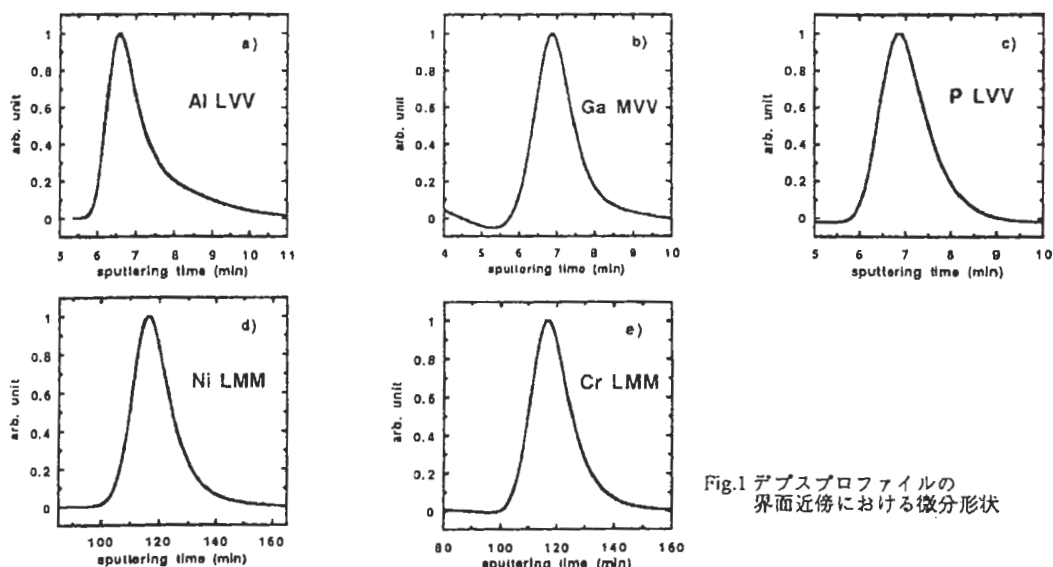 a)
Al LVV
arb. unit
1
0.8
0.6
0.4
0.2
0
5 6 7 8 9 10 11
sputtering time (min)
b)
Ga MVV
arb. unit
1
0.8
0.6
0.4
0.2
0
4 5 6 7 8 9 10
sputtering time (min)
c)
P LVV
arb. unit
1
0.8
0.6
0.4
0.2
0
5 6 7 8 9 10
sputtering time (min)
d)
Ni LMM
arb. unit
1
0.8
0.6
0.4
0.2
0
100 120 140 160
sputtering time (min)
e)
Cr LMM
arb. unit
1
0.8
0.6
0.4
0.2
0
80 100 120 140 160
sputtering time (min)
Fig.1 デプスプロファイルの
界面近傍における微分形状